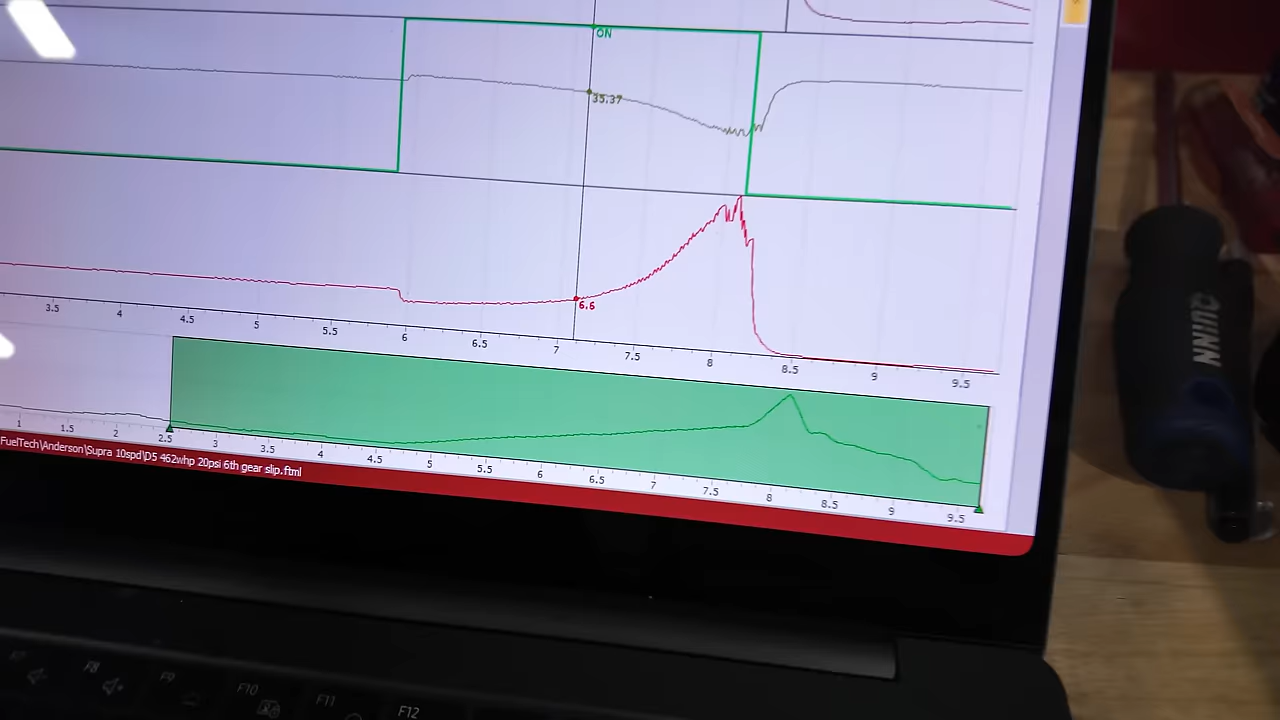 ON
35.37
6.6
3.5 4 4.5 5 5.5 6 6.5 7 7.5 8 8.5 9 9.5
1 1.5 2 2.5 3 3.5 4 4.5 5 5.5 6 6.5 7 7.5 8 8.5 9 9.5
FuelTech\Anderson\Supra 10spd\D5 462whp 20psi 6th gear slip.ftml
QUINN
F8 F9 F10 F11 F12